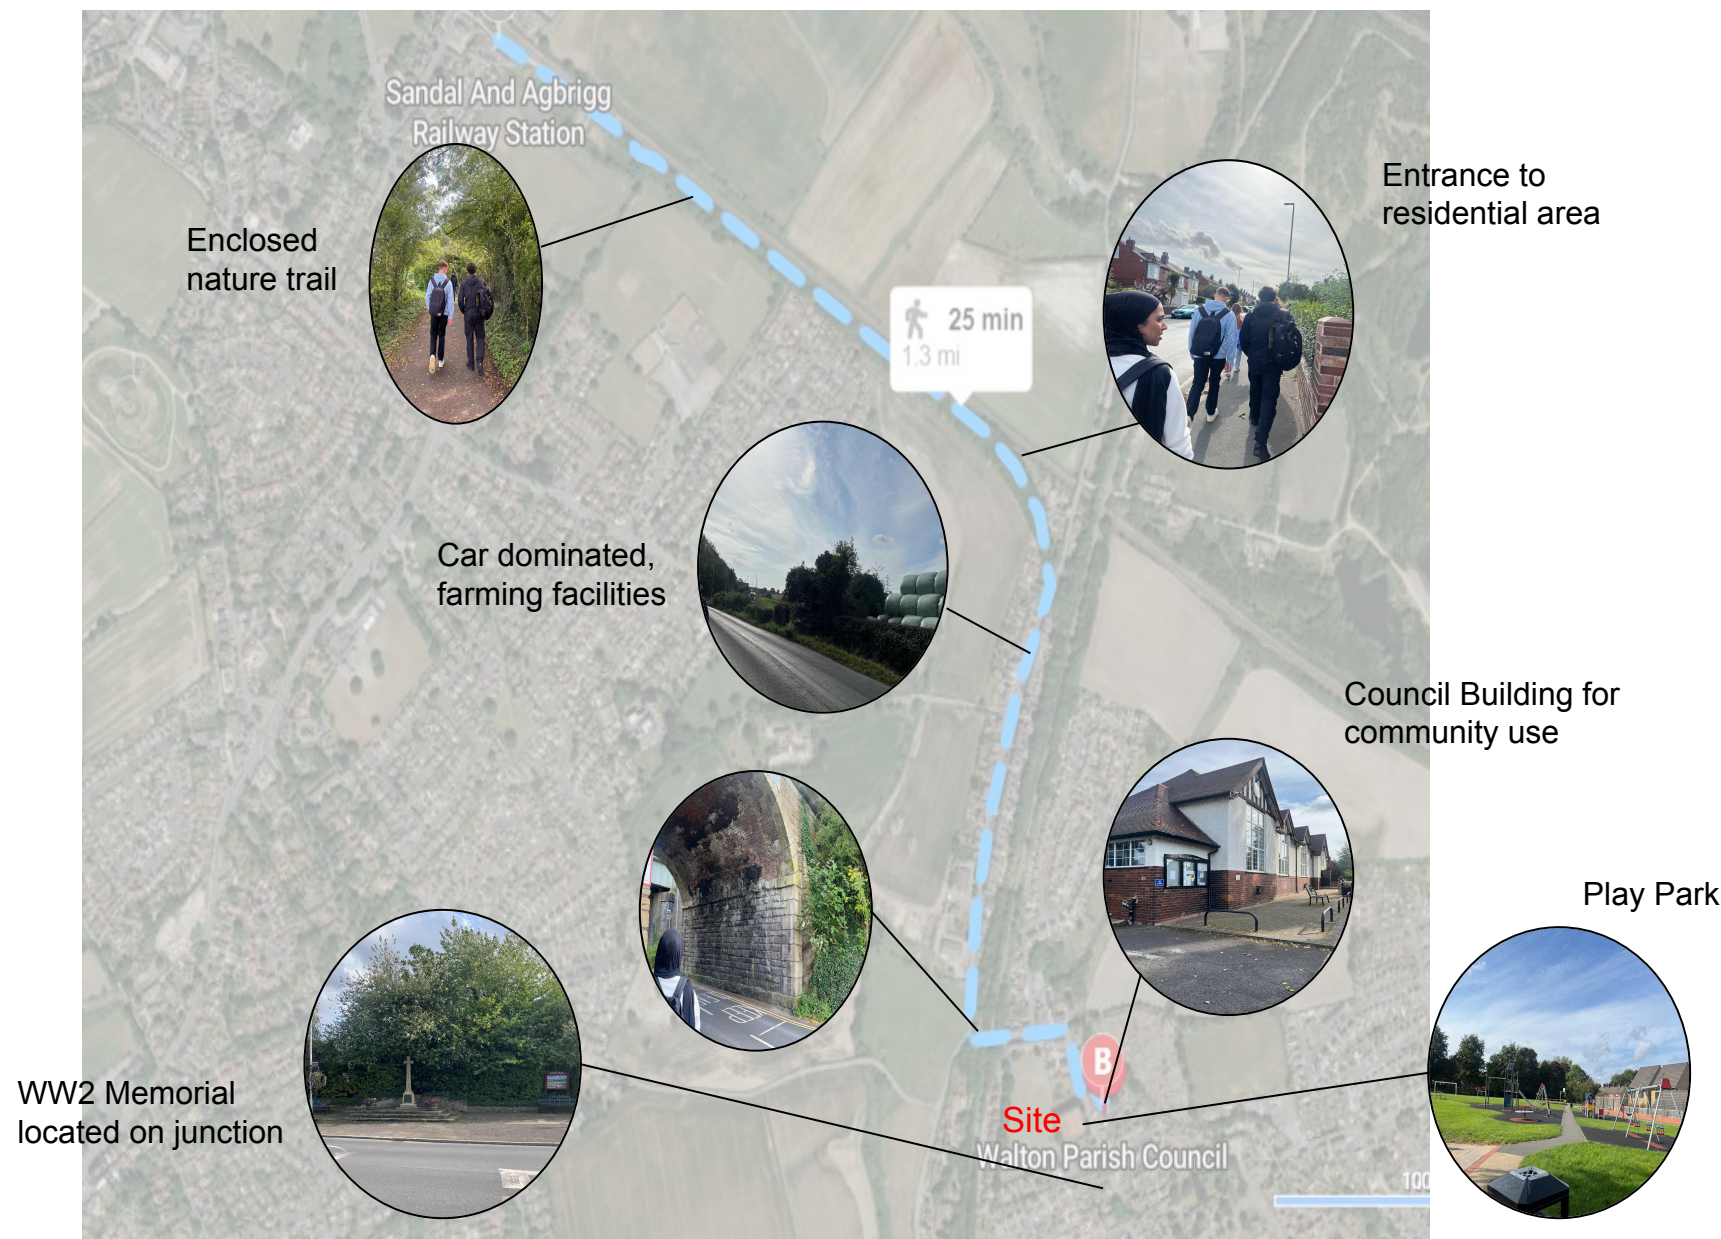 Sandal And Agbrigg
Railway Station
Entrance to
residential area
Enclosed
nature trail
25 min
1.3 mi
Car dominated,
farming facilities
Council Building for
community use
Play Park
B
WW2 Memorial
located on junction
Site
Walton Parish Council
100